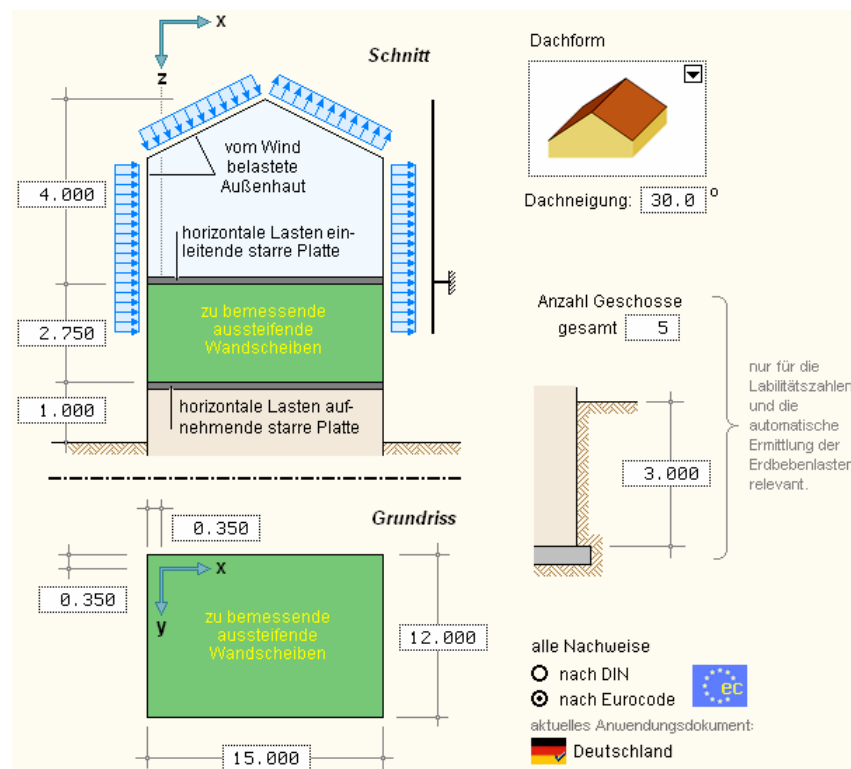 x
z
Schnitt
vom Wind
belastete
Außenhaut
4.000
horizontale Lasten ein-
leitende starre Platte
zu bemessende
aussteifende
Wandscheiben
2.750
1.000
horizontale Lasten auf-
nehmende starre Platte
Dachform
Dachneigung: 30.0 °
Anzahl Geschosse
gesamt 5
nur für die
Labilitätszahlen
und die
automatische
Ermittlung der
Erdbebenlasten
relevant.
3.000
0.350
Grundriss
0.350
x
y
zu bemessende
aussteifende
Wandscheiben
12.000
15.000
alle Nachweise
nach DIN
nach Eurocode
ec
aktuelles Anwendungsdokument:
Deutschland